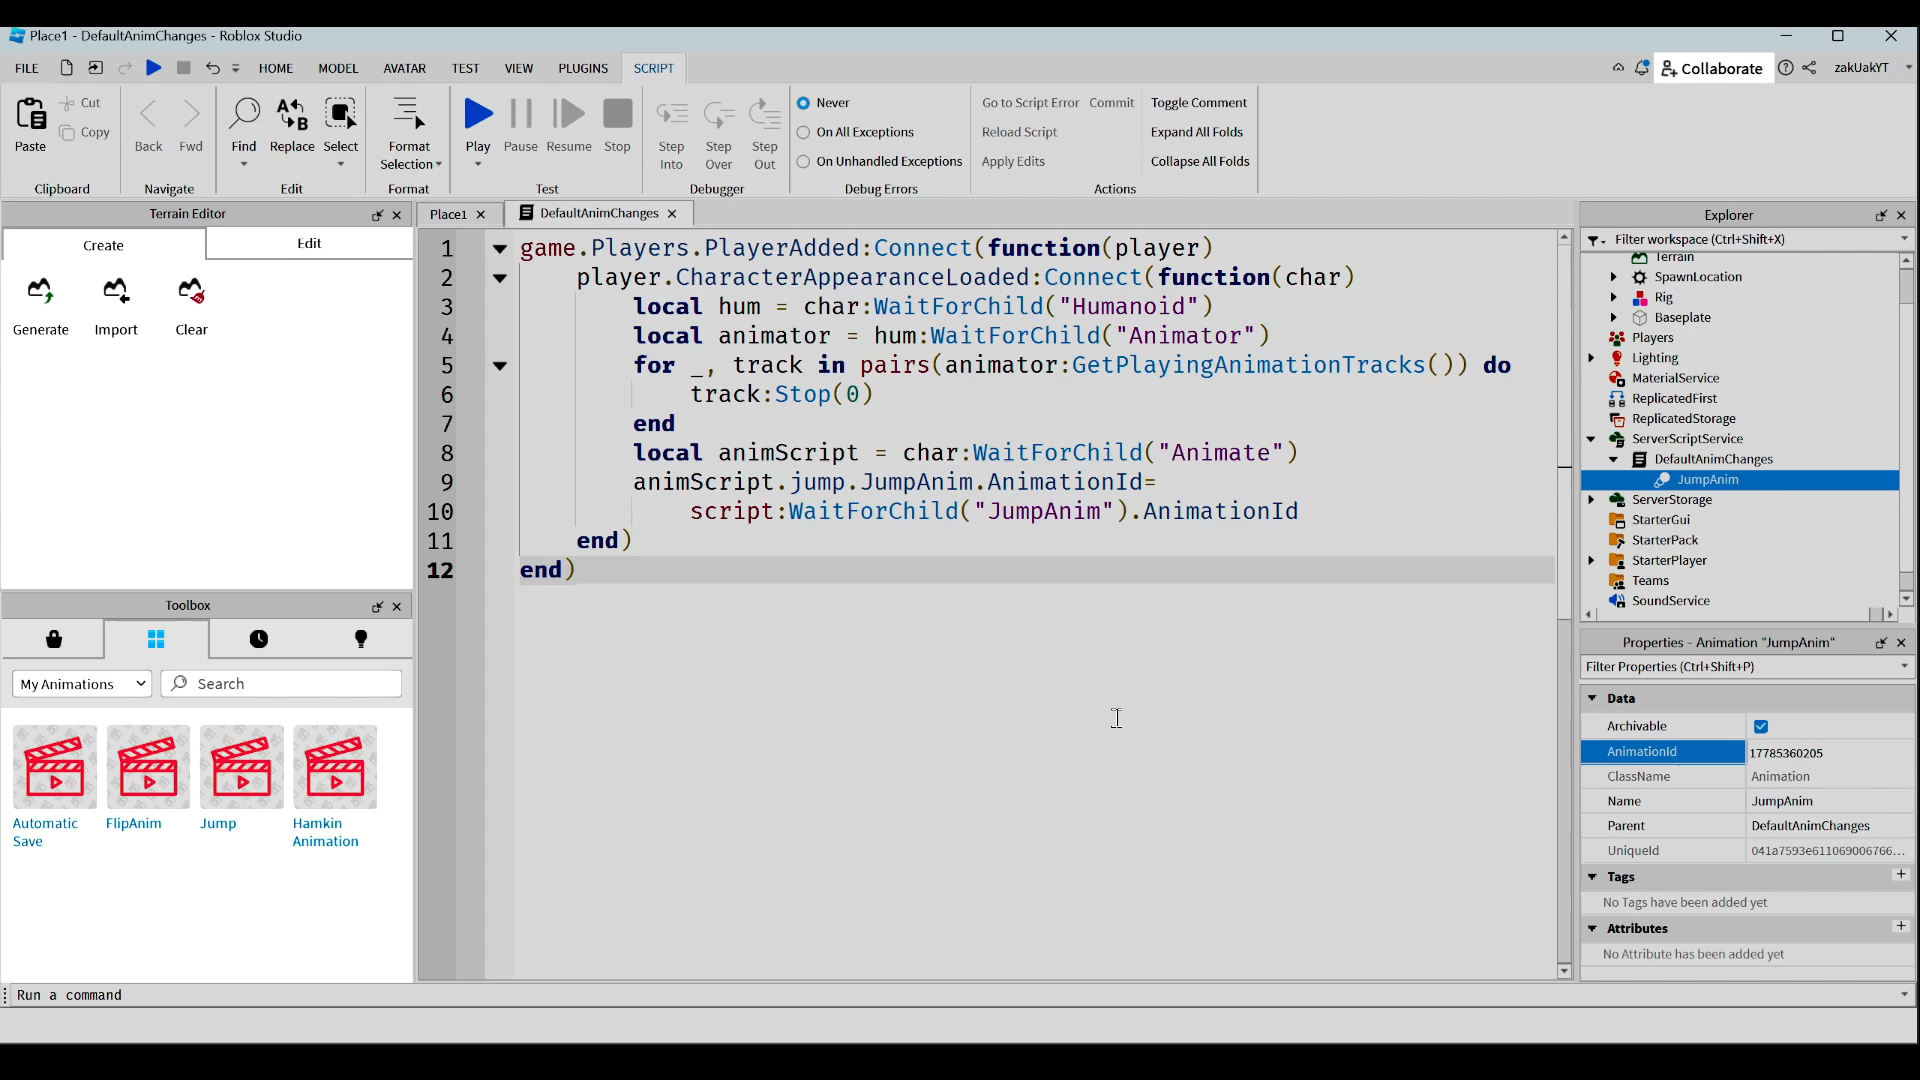 Place1 - DefaultAnimChanges - Roblox Studio
FILE HOME MODEL AVATAR TEST VIEW PLUGINS SCRIPT
Collaborate
zakUakYT
Paste
Cut
Copy
Clipboard
Back
Fwd
Navigate
Find
Replace
Select
Edit
Format
Selection
Format
Play
Pause
Resume
Stop
Test
Step
Into
Step
Over
Step
Out
Debugger
Never
On All Exceptions
On Unhandled Exceptions
Debug Errors
Go to Script Error
Commit
Reload Script
Apply Edits
Toggle Comment
Expand All Folds
Collapse All Folds
Actions
Terrain Editor
Create
Edit
Generate
Import
Clear
Toolbox
My Animations
Search
Automatic
Save
FlipAnim
Jump
Hamkin
Animation
Place1
DefaultAnimChanges
1 game.Players.PlayerAdded:Connect(function(player)
2 player.CharacterAppearanceLoaded:Connect(function(char)
3 local hum = char:WaitForChild("Humanoid")
4 local animator = hum:WaitForChild("Animator")
5 for _, track in pairs(animator:GetPlayingAnimationTracks()) do
6 track:Stop(0)
7 end
8 local animScript = char:WaitForChild("Animate")
9 animScript.jump.JumpAnim.AnimationId=
10 script:WaitForChild("JumpAnim").AnimationId
11 end)
12 end)
Explorer
Filter workspace (Ctrl+Shift+X)
Terrain
SpawnLocation
Rig
Baseplate
Players
Lighting
MaterialService
ReplicatedFirst
ReplicatedStorage
ServerScriptService
DefaultAnimChanges
JumpAnim
ServerStorage
StarterGui
StarterPack
StarterPlayer
Teams
SoundService
Properties - Animation "JumpAnim"
Filter Properties (Ctrl+Shift+P)
Data
Archivable
AnimationId 17785360205
ClassName Animation
Name JumpAnim
Parent DefaultAnimChanges
UniqueId 041a7593e611069006766...
Tags +
No Tags have been added yet
Attributes +
No Attribute has been added yet
Run a command